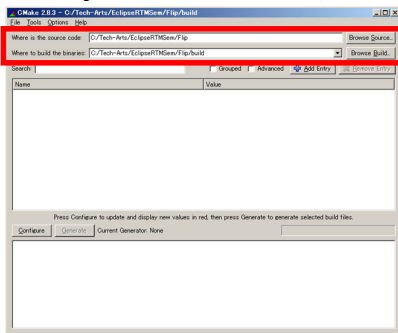 CMake 2.8.3 - C:/Tech-Arts/EclipseRTMSem/Flip/build
File Tools Options Help
Where is the source code: C:/Tech-Arts/EclipseRTMSem/Flip Browse Source...
Where to build the binaries: C:/Tech-Arts/EclipseRTMSem/Flip/build Browse Build...
Search: Grouped Advanced Add Entry Remove Entry
Name Value
Press Configure to update and display new values in red, then press Generate to generate selected build files.
Configure Generate Current Generator: None